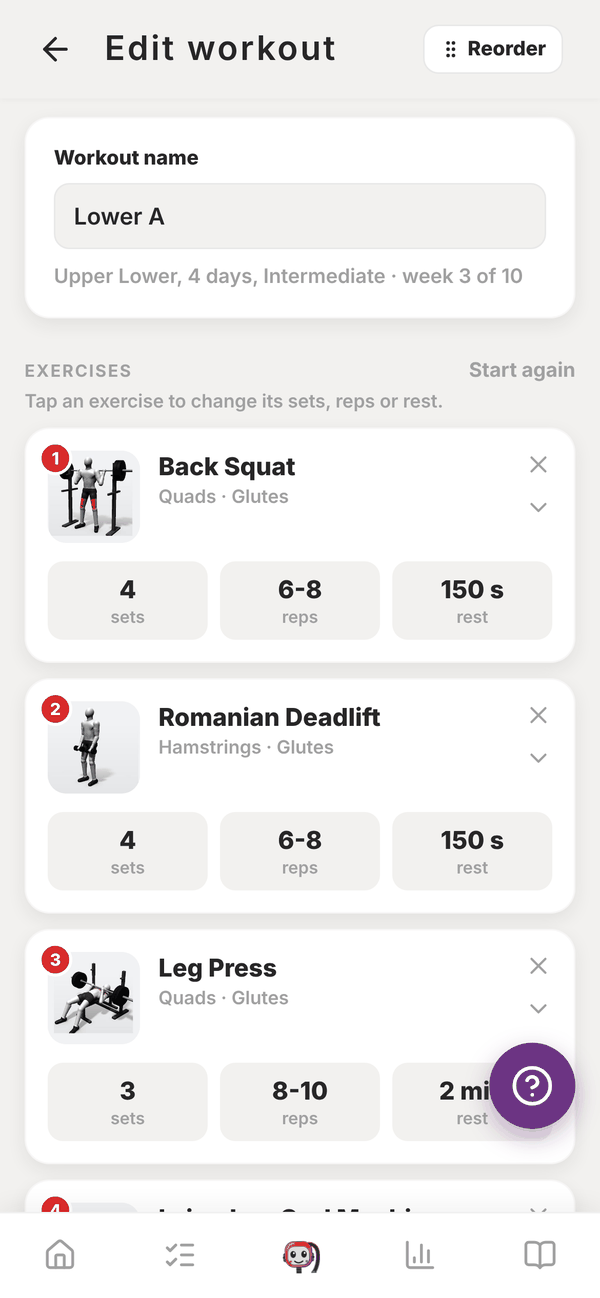 Edit workout
Reorder
Workout name
Lower A
Upper Lower, 4 days, Intermediate · week 3 of 10
EXERCISES
Start again
Tap an exercise to change its sets, reps or rest.
1
Back Squat
Quads · Glutes
4
6-8
150 s
sets
reps
rest
2
Romanian Deadlift
Hamstrings · Glutes
4
6-8
150 s
sets
reps
rest
3
Leg Press
Quads · Glutes
3
8-10
2 mi
sets
reps
rest
4